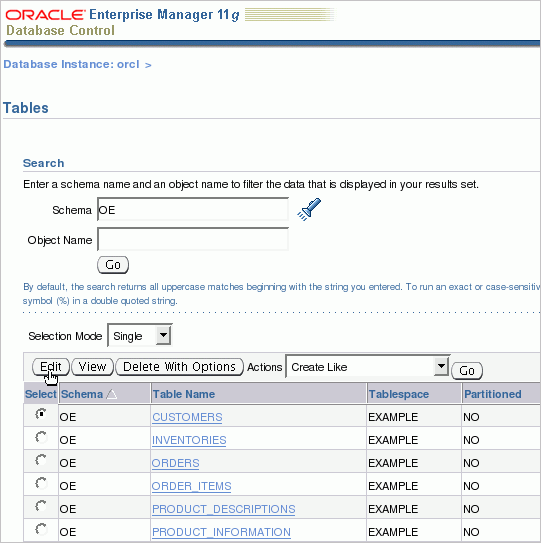 ORACLE Enterprise Manager 11g
Database Control
Database Instance: orcl >
Tables
Search
Enter a schema name and an object name to filter the data that is displayed in your results set.
Schema OE
Object Name
Go
By default, the search returns all uppercase matches beginning with the string you entered. To run an exact or case-sensitiv
symbol (%) in a double quoted string.
Selection Mode Single
Edit View Delete With Options Actions Create Like Go
Select Schema Table Name Tablespace Partitioned
OE CUSTOMERS EXAMPLE NO
OE INVENTORIES EXAMPLE NO
OE ORDERS EXAMPLE NO
OE ORDER_ITEMS EXAMPLE NO
OE PRODUCT_DESCRIPTIONS EXAMPLE NO
OE PRODUCT_INFORMATION EXAMPLE NO